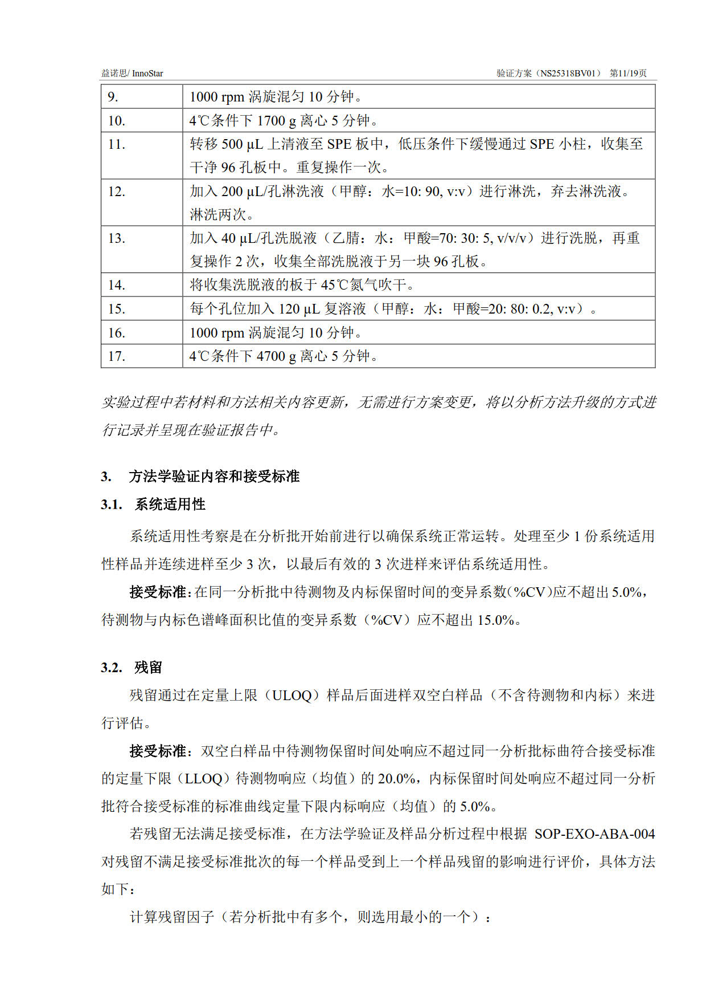 益诺思/ InnoStar 验证方案（NS25318BV01） 第11/19页
9. 1000 rpm 涡旋混匀 10 分钟。
10. 4℃条件下 1700 g 离心 5 分钟。
11. 转移 500 µL 上清液至 SPE 板中，低压条件下缓慢通过 SPE 小柱，收集至
干净 96 孔板中。重复操作一次。
12. 加入 200 µL/孔淋洗液（甲醇：水=10: 90, v:v）进行淋洗，弃去淋洗液。
淋洗两次。
13. 加入 40 µL/孔洗脱液（乙腈：水：甲酸=70: 30: 5, v/v/v）进行洗脱，再重
复操作 2 次，收集全部洗脱液于另一块 96 孔板。
14. 将收集洗脱液的板于 45℃氮气吹干。
15. 每个孔位加入 120 µL 复溶液（甲醇：水：甲酸=20: 80: 0.2, v:v）。
16. 1000 rpm 涡旋混匀 10 分钟。
17. 4℃条件下 4700 g 离心 5 分钟。
实验过程中若材料和方法相关内容更新，无需进行方案变更，将以分析方法升级的方式进
行记录并呈现在验证报告中。
3. 方法学验证内容和接受标准
3.1. 系统适用性
系统适用性考察是在分析批开始前进行以确保系统正常运转。处理至少 1 份系统适用
性样品并连续进样至少 3 次，以最后有效的 3 次进样来评估系统适用性。
接受标准：在同一分析批中待测物及内标保留时间的变异系数（%CV）应不超出 5.0%，
待测物与内标色谱峰面积比值的变异系数（%CV）应不超出 15.0%。
3.2. 残留
残留通过在定量上限（ULOQ）样品后面进样双空白样品（不含待测物和内标）来进
行评估。
接受标准：双空白样品中待测物保留时间处响应不超过同一分析批标曲符合接受标准
的定量下限（LLOQ）待测物响应（均值）的 20.0%，内标保留时间处响应不超过同一分析
批符合接受标准的标准曲线定量下限内标响应（均值）的 5.0%。
若残留无法满足接受标准，在方法学验证及样品分析过程中根据 SOP-EXO-ABA-004
对残留不满足接受标准批次的每一个样品受到上一个样品残留的影响进行评价，具体方法
如下：
计算残留因子（若分析批中有多个，则选用最小的一个）：